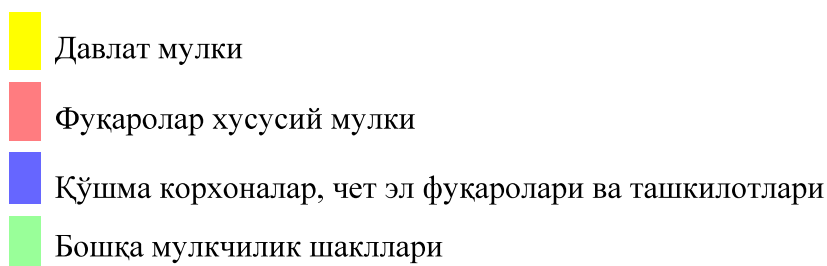 Давлат мулки
Фуқаролар хусусий мулки
Қўшма корхоналар, чет эл фуқаролари ва ташкилотлари
Бошқа мулкчилик шакллари